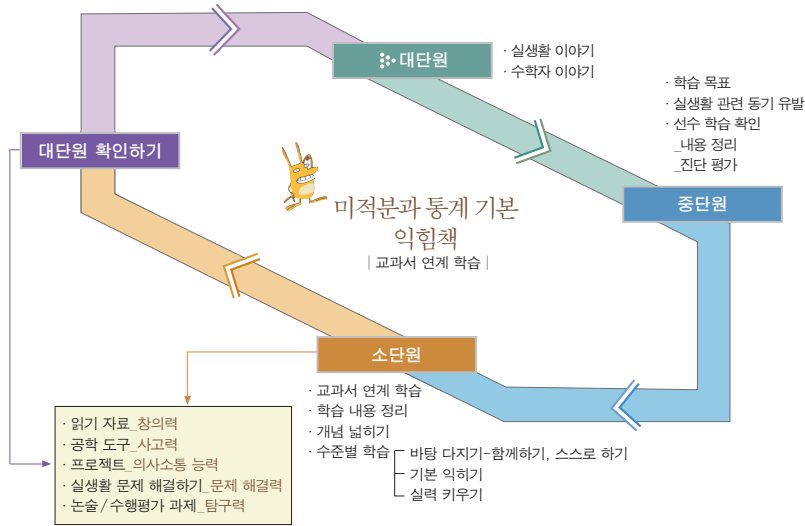 대단원
· 실생활 이야기
· 수학자 이야기
· 학습 목표
· 실생활 관련 동기 유발
· 선수 학습 확인
_내용 정리
_진단 평가
중단원
대단원 확인하기
미적분과 통계 기본
익힘책
| 교과서 연계 학습 |
소단원
· 교과서 연계 학습
· 학습 내용 정리
· 개념 넓히기
· 수준별 학습
바탕 다지기-함께하기, 스스로 하기
기본 익히기
실력 키우기
· 읽기 자료_창의력
· 공학 도구_사고력
· 프로젝트_의사소통 능력
· 실생활 문제 해결하기_문제 해결력
· 논술/수행평가 과제_탐구력